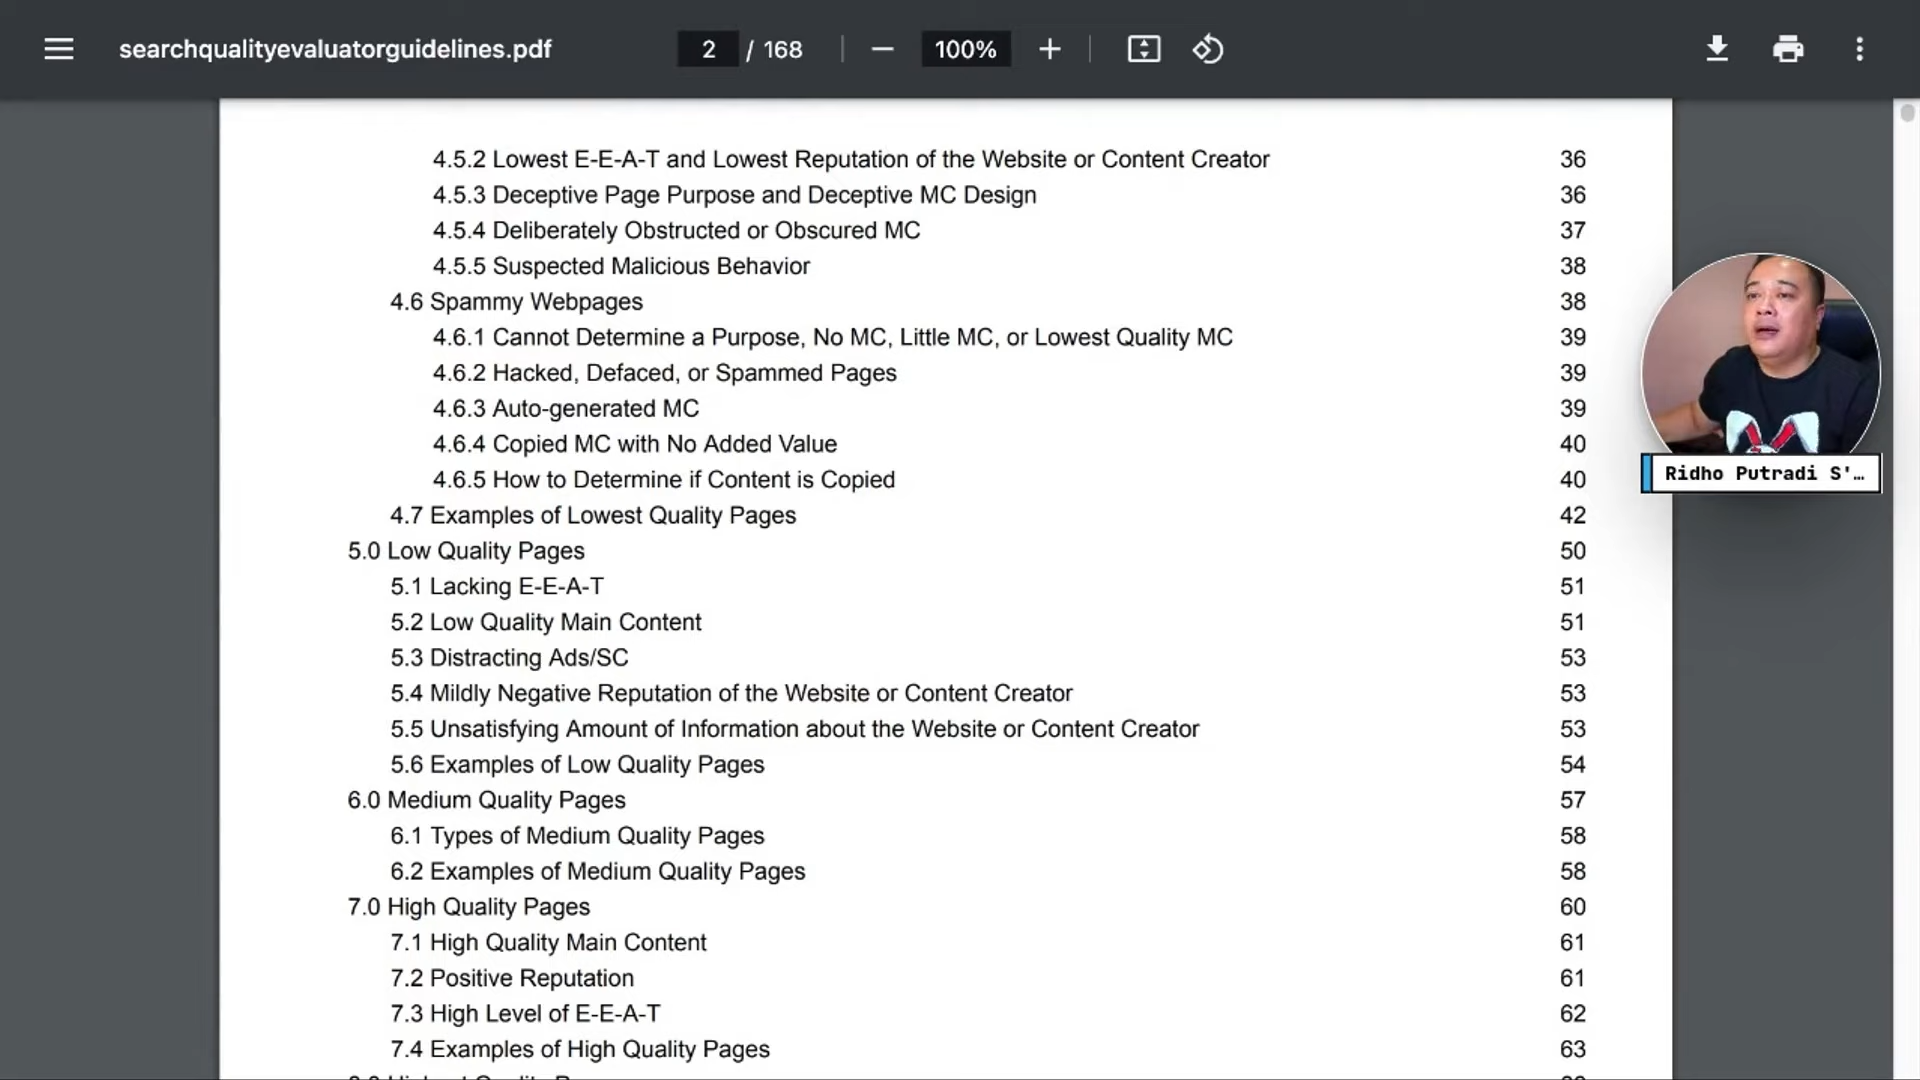 searchqualityevaluatorguidelines.pdf 2 / 168 100%
4.5.2 Lowest E-E-A-T and Lowest Reputation of the Website or Content Creator 36
4.5.3 Deceptive Page Purpose and Deceptive MC Design 36
4.5.4 Deliberately Obstructed or Obscured MC 37
4.5.5 Suspected Malicious Behavior 38
4.6 Spammy Webpages 38
4.6.1 Cannot Determine a Purpose, No MC, Little MC, or Lowest Quality MC 39
4.6.2 Hacked, Defaced, or Spammed Pages 39
4.6.3 Auto-generated MC 39
4.6.4 Copied MC with No Added Value 40
4.6.5 How to Determine if Content is Copied 40
Ridho Putradi S'…
4.7 Examples of Lowest Quality Pages 42
5.0 Low Quality Pages 50
5.1 Lacking E-E-A-T 51
5.2 Low Quality Main Content 51
5.3 Distracting Ads/SC 53
5.4 Mildly Negative Reputation of the Website or Content Creator 53
5.5 Unsatisfying Amount of Information about the Website or Content Creator 53
5.6 Examples of Low Quality Pages 54
6.0 Medium Quality Pages 57
6.1 Types of Medium Quality Pages 58
6.2 Examples of Medium Quality Pages 58
7.0 High Quality Pages 60
7.1 High Quality Main Content 61
7.2 Positive Reputation 61
7.3 High Level of E-E-A-T 62
7.4 Examples of High Quality Pages 63